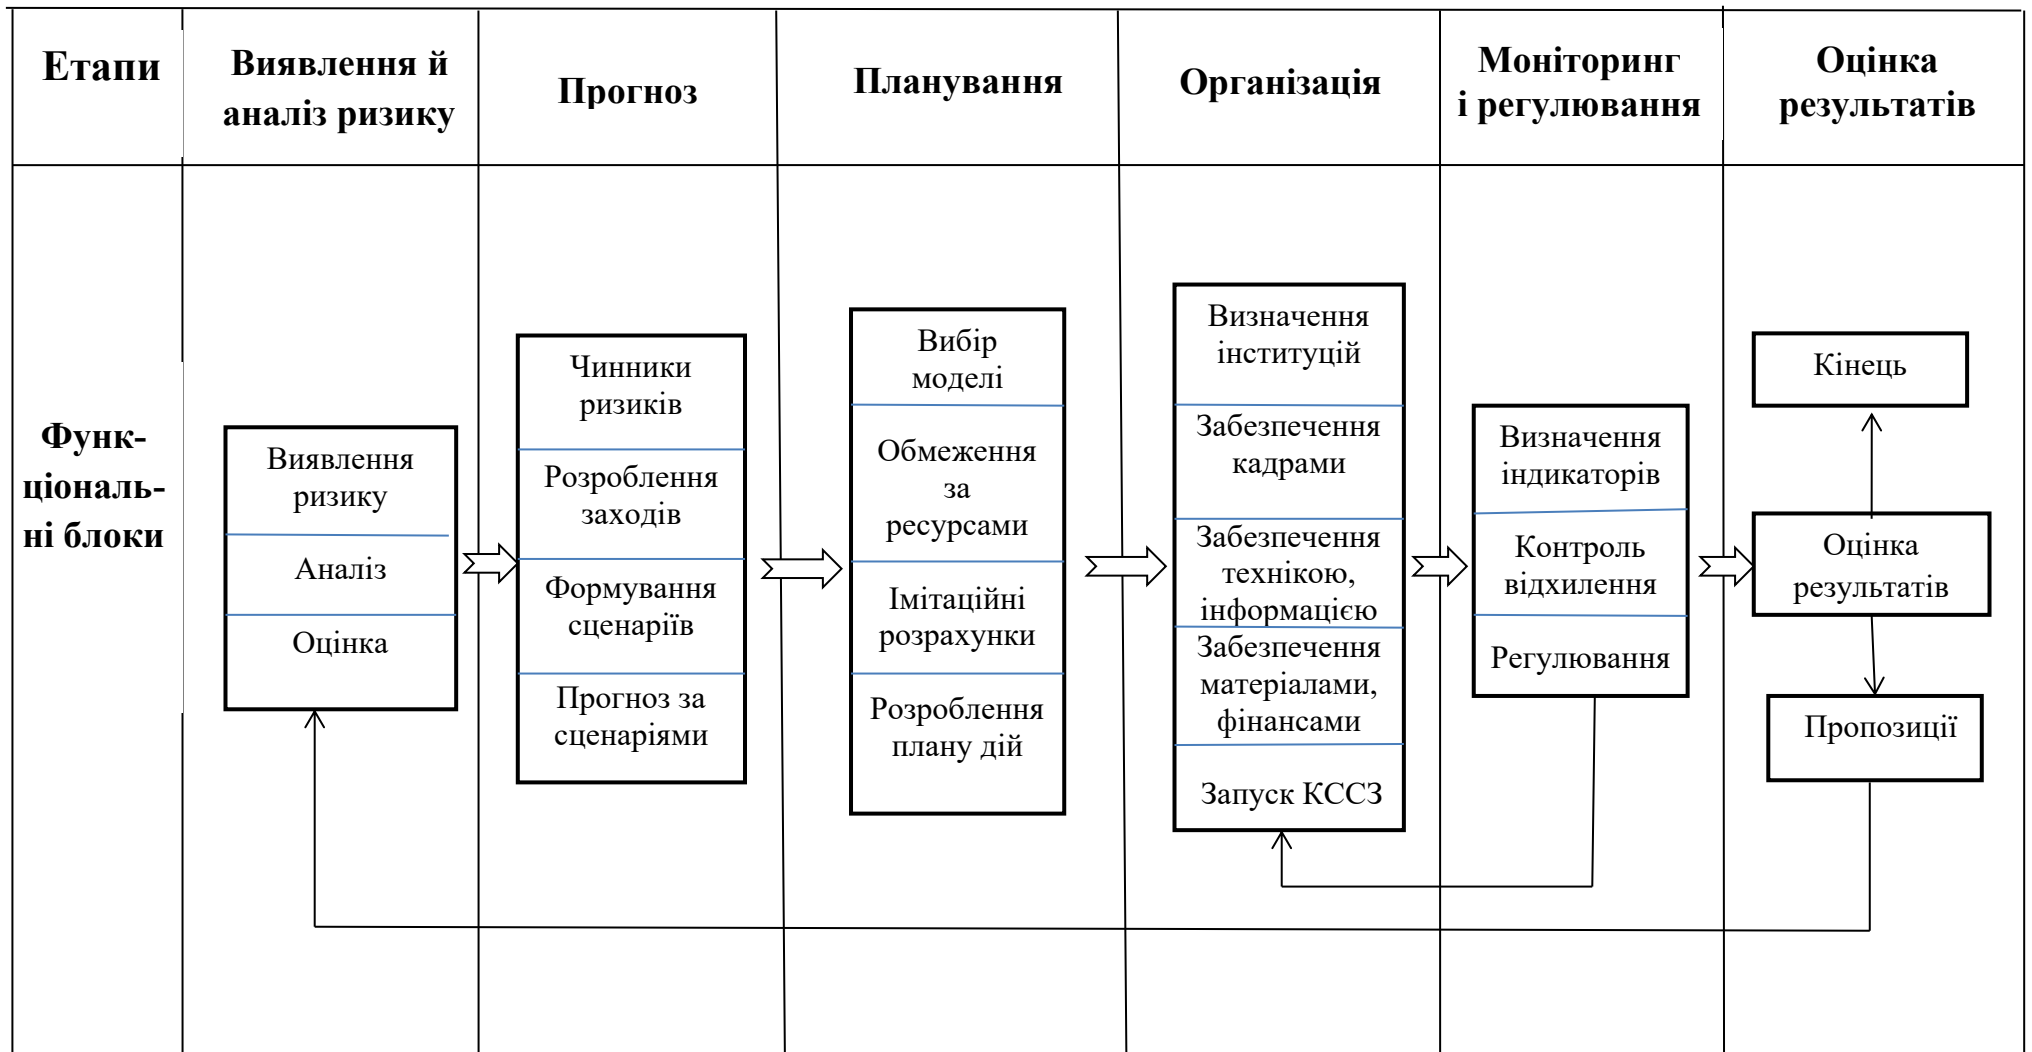 Етапи
Виявлення й
аналіз ризику
Прогноз
Планування
Організація
Моніторинг
і регулювання
Оцінка
результатів
Функ-
ціональ-
ні блоки
Виявлення
ризику
Аналіз
Оцінка
Чинники
ризиків
Розроблення
заходів
Формування
сценаріїв
Прогноз за
сценаріями
Вибір
моделі
Обмеження
за
ресурсами
Імітаційні
розрахунки
Розроблення
плану дій
Визначення
інституцій
Забезпечення
кадрами
Забезпечення
технікою,
інформацією
Забезпечення
матеріалами,
фінансами
Запуск КССЗ
Визначення
індикаторів
Контроль
відхилення
Регулювання
Кінець
Оцінка
результатів
Пропозиції